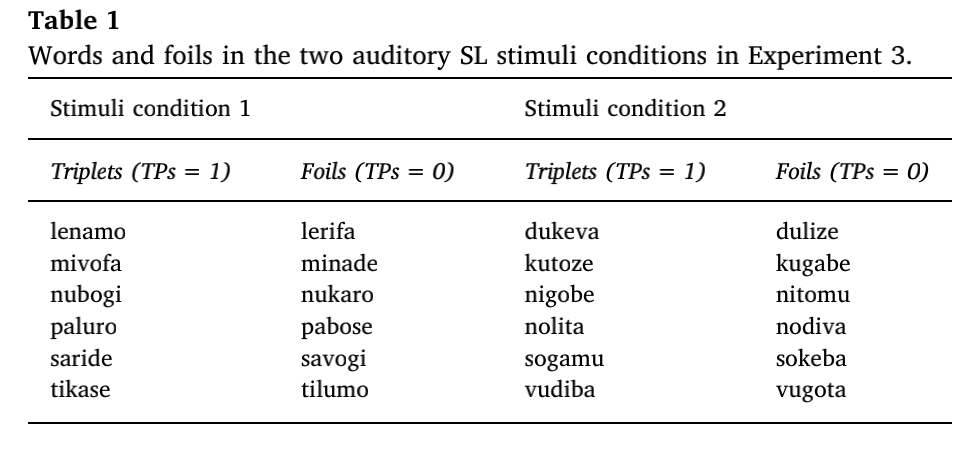 Table 1
Words and foils in the two auditory SL stimuli conditions in Experiment 3.
Stimuli condition 1 Stimuli condition 2
Triplets (TPs = 1) Foils (TPs = 0) Triplets (TPs = 1) Foils (TPs = 0)
lenamo lerifa dukeva dulize
mivofa minade kutoze kugabe
nubogi nukaro nigobe nitomu
paluro pabose nolita nodiva
saride savogi sogamu sokeba
tikase tilumo vudiba vugota